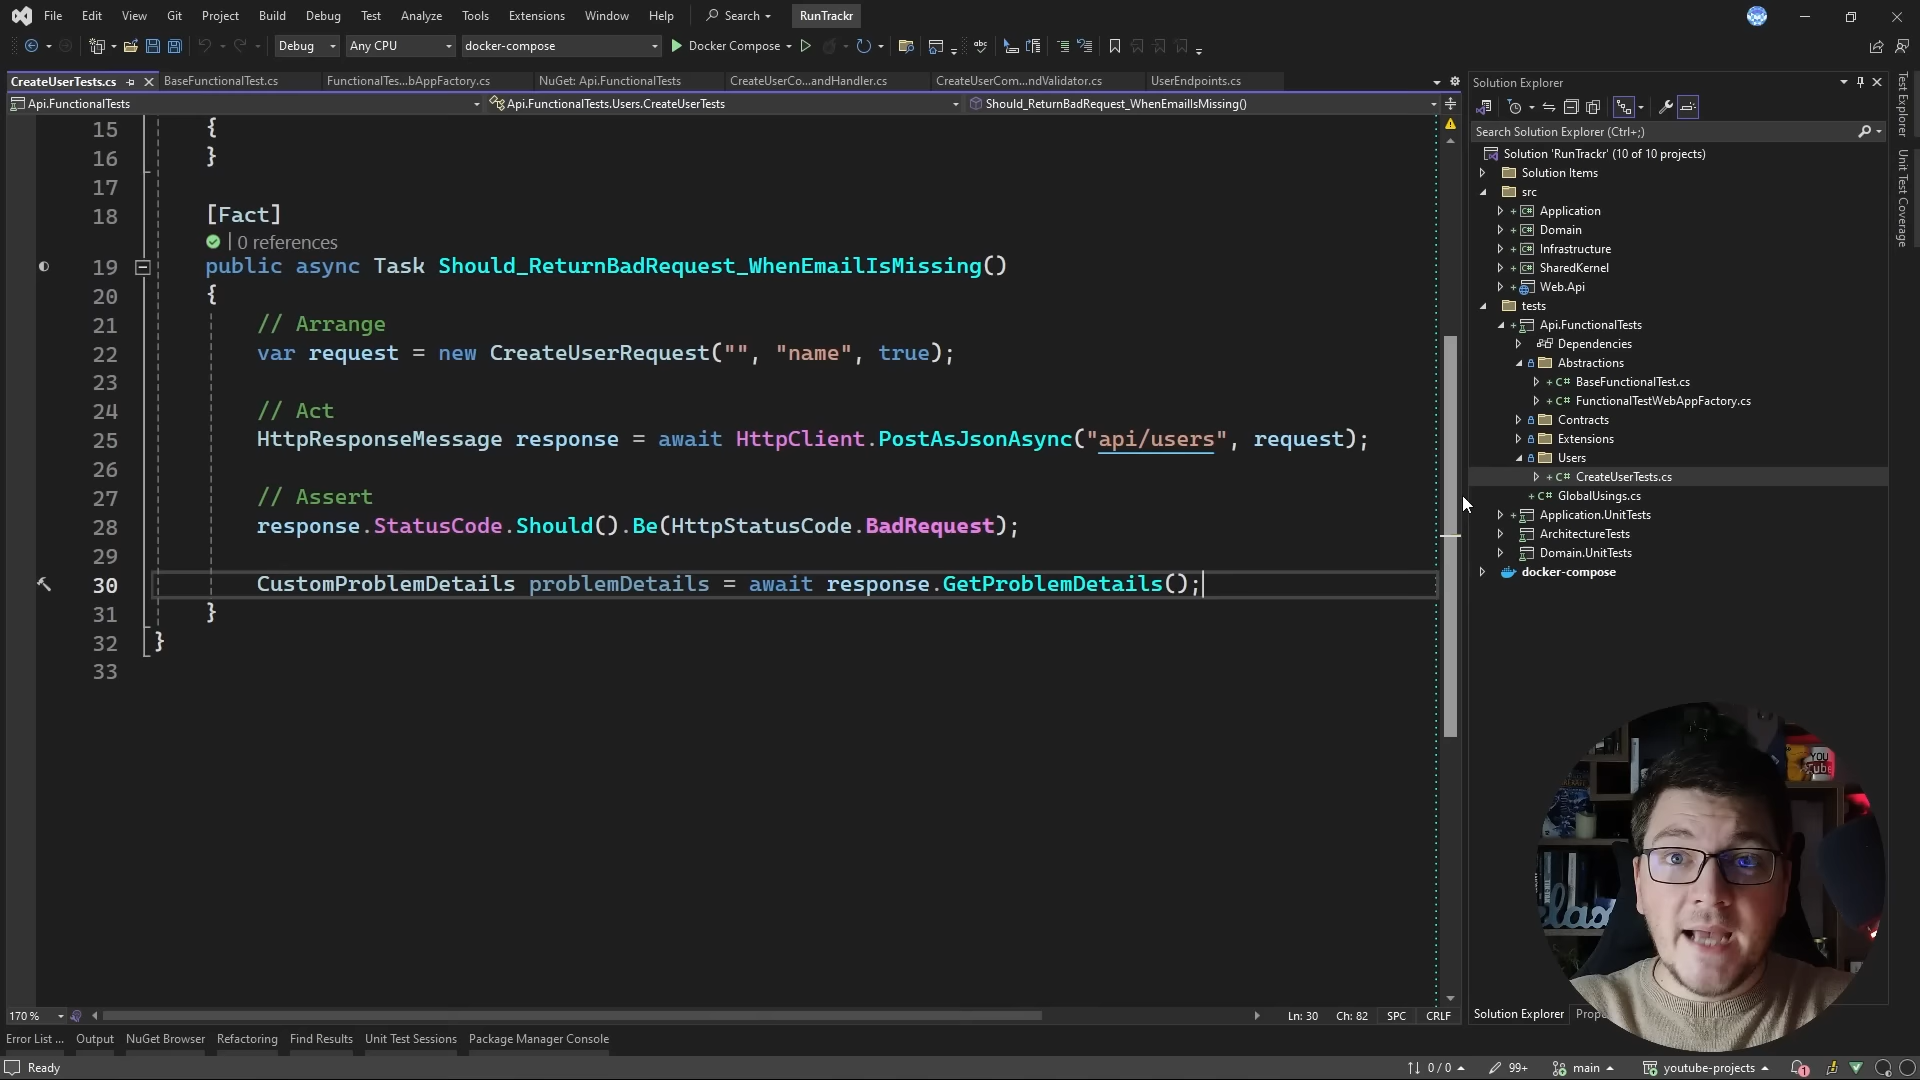 File Edit View Git Project Build Debug Test Analyze Tools Extensions Window Help Search RunTrackr
Debug Any CPU docker-compose Docker Compose
CreateUserTests.cs BaseFunctionalTest.cs FunctionalTes...bAppFactory.cs NuGet: Api.FunctionalTests CreateUserCo...andHandler.cs CreateUserCom...ndValidator.cs UserEndpoints.cs
Api.FunctionalTests Api.FunctionalTests.Users.CreateUserTests Should_ReturnBadRequest_WhenEmailIsMissing()
15 {
16 }
17
18 [Fact]
0 references
19 public async Task Should_ReturnBadRequest_WhenEmailIsMissing()
20 {
21 // Arrange
22 var request = new CreateUserRequest("", "name", true);
23
24 // Act
25 HttpResponseMessage response = await HttpClient.PostAsJsonAsync("api/users", request);
26
27 // Assert
28 response.StatusCode.Should().Be(HttpStatusCode.BadRequest);
29
30 CustomProblemDetails problemDetails = await response.GetProblemDetails();
31 }
32 }
33
170 % Ln: 30 Ch: 82 SPC CRLF
Error List ... Output NuGet Browser Refactoring Find Results Unit Test Sessions Package Manager Console
Ready 0 / 0 99+ main youtube-projects 1
Solution Explorer
Search Solution Explorer (Ctrl+;)
Solution 'RunTrackr' (10 of 10 projects)
Solution Items
src
Application
Domain
Infrastructure
SharedKernel
Web.Api
tests
Api.FunctionalTests
Dependencies
Abstractions
BaseFunctionalTest.cs
FunctionalTestWebAppFactory.cs
Contracts
Extensions
Users
CreateUserTests.cs
GlobalUsings.cs
Application.UnitTests
ArchitectureTests
Domain.UnitTests
docker-compose
Solution Explorer
Test Explorer
Unit Test Coverage
YOU
Tube